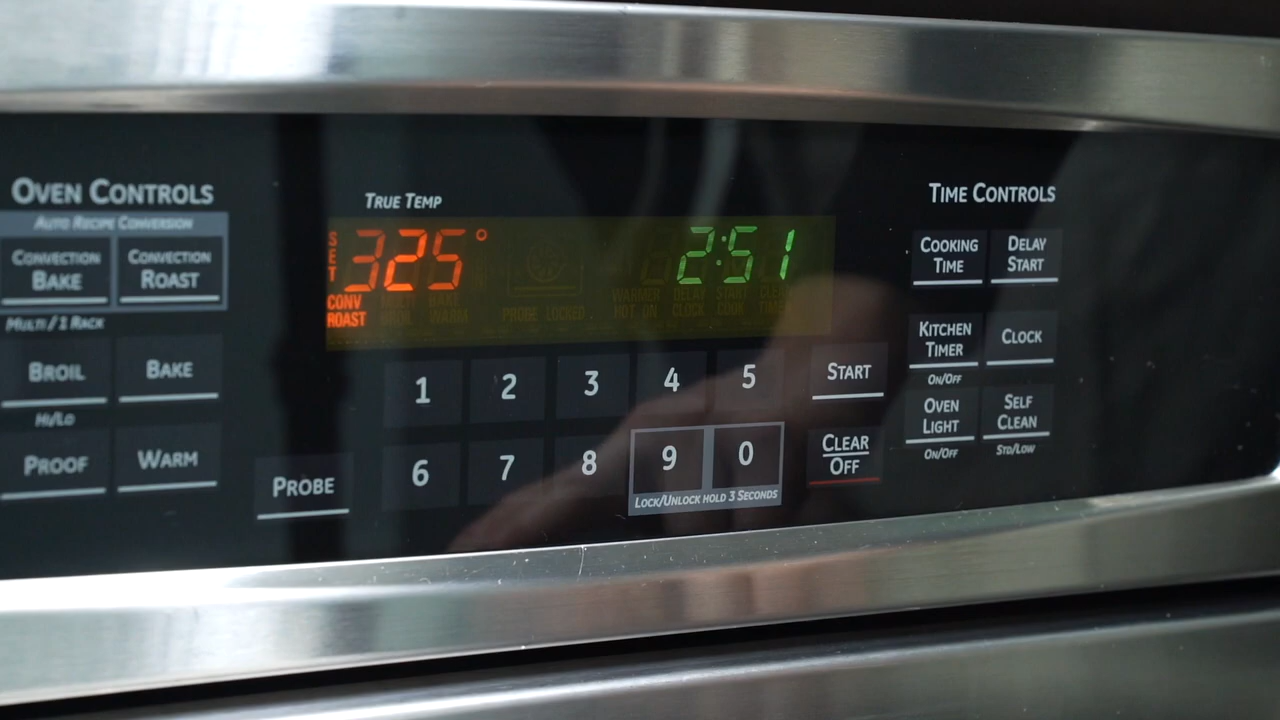 OVEN CONTROLS
AUTO RECIPE CONVERSION
CONVECTION
BAKE
CONVECTION
ROAST
MULTI / 1 RACK
BROIL
HI/LO
BAKE
PROOF
WARM
PROBE
TRUE TEMP
SET
325°
CONV
ROAST
2:51
PROBE LOCKED
WARMER
HOT ON
DELAY
CLOCK
START
COOK
1
2
3
4
5
6
7
8
9
0
LOCK/UNLOCK HOLD 3 SECONDS
START
CLEAR
OFF
TIME CONTROLS
COOKING
TIME
DELAY
START
KITCHEN
TIMER
ON/OFF
CLOCK
OVEN
LIGHT
ON/OFF
SELF
CLEAN
STD/LOW